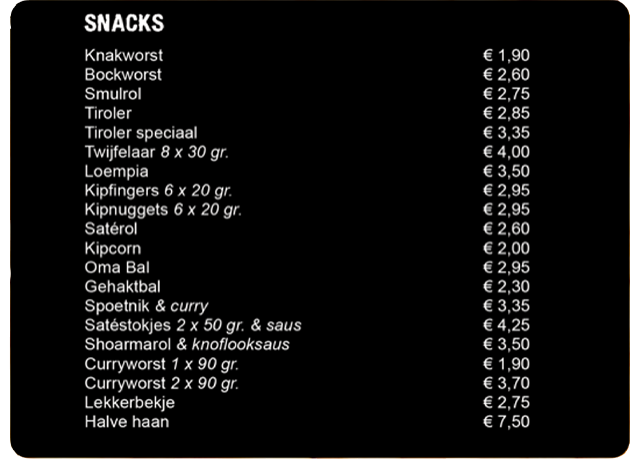 SNACKS
Knakworst € 1,90
Bockworst € 2,60
Smulrol € 2,75
Tiroler € 2,85
Tiroler speciaal € 3,35
Twijfelaar 8 x 30 gr. € 4,00
Loempia € 3,50
Kipfingers 6 x 20 gr. € 2,95
Kipnuggets 6 x 20 gr. € 2,95
Satérol € 2,60
Kipcorn € 2,00
Oma Bal € 2,95
Gehaktbal € 2,30
Spoetnik & curry € 3,35
Satéstokjes 2 x 50 gr. & saus € 4,25
Shoarmarol & knoflooksaus € 3,50
Curryworst 1 x 90 gr. € 1,90
Curryworst 2 x 90 gr. € 3,70
Lekkerbekje € 2,75
Halve haan € 7,50